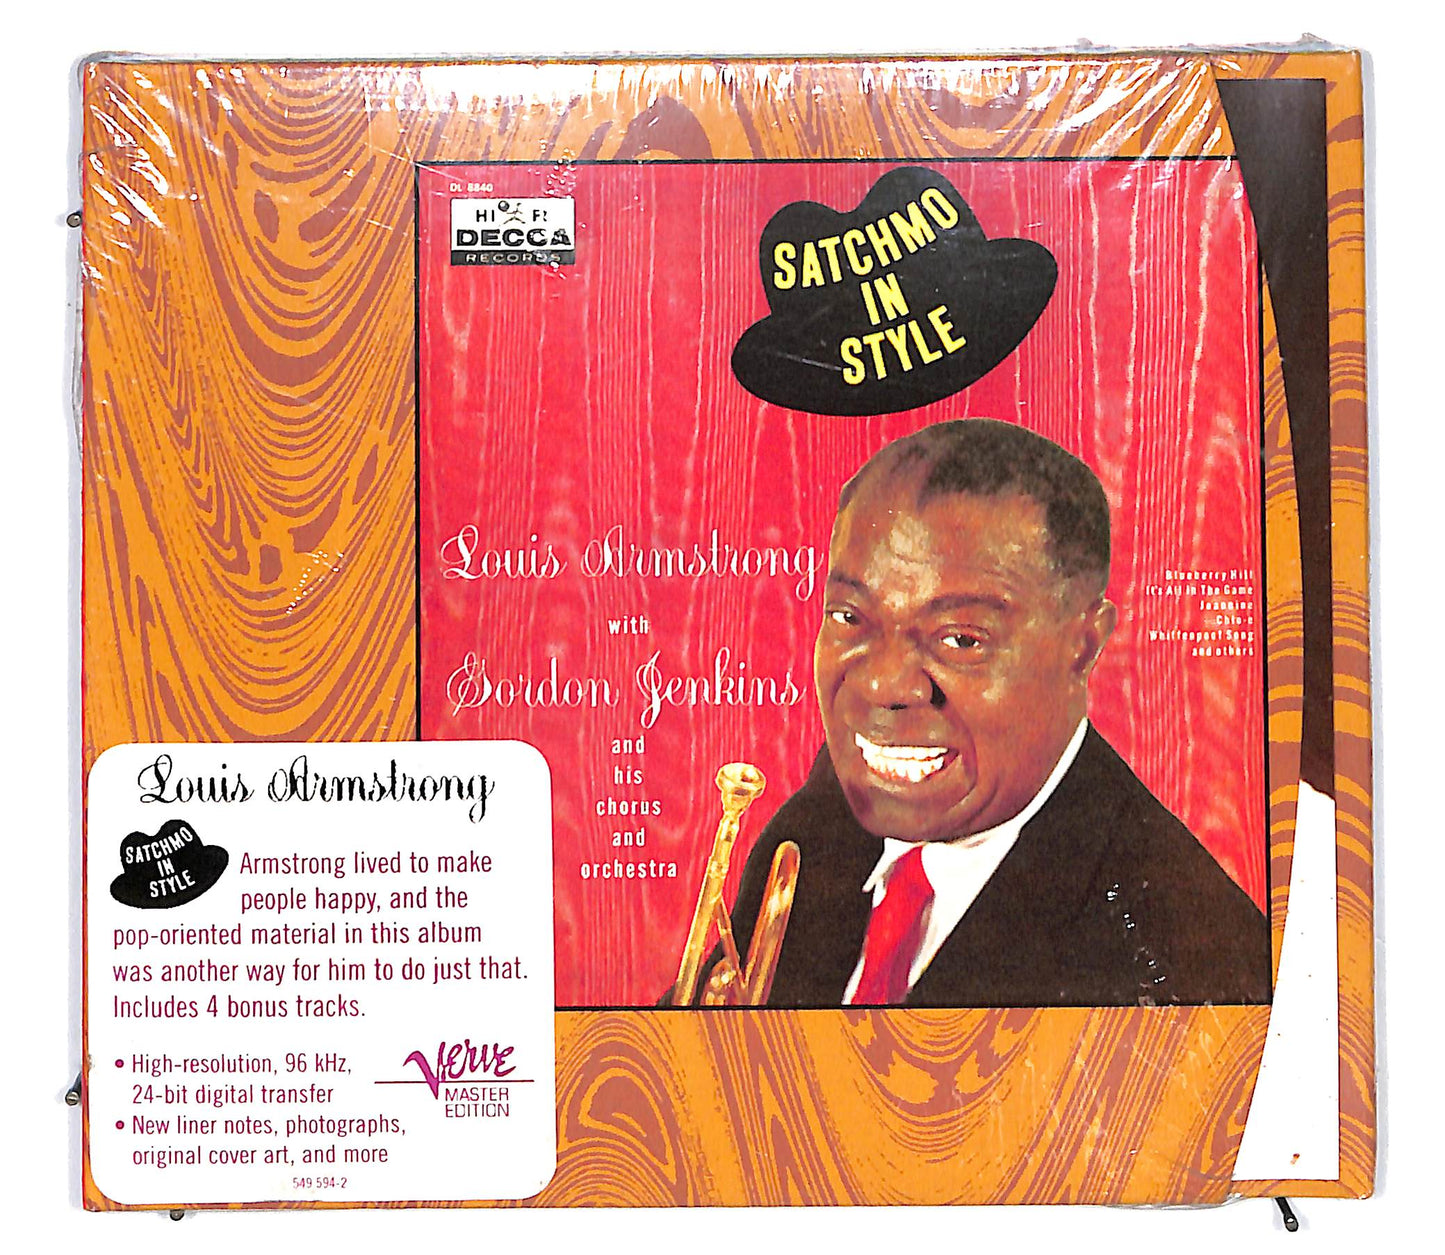 DL 8840
HI FI
DECCA
RECORDS
SATCHMO
IN
STYLE
Louis Armstrong
with
Gordon Jenkins
and
his
chorus
and
orchestra
Blueberry Hill
It's All In The Game
Jeannine
Chlo-e
Whiffenpoof Song
and others
Louis Armstrong
SATCHMO
IN
STYLE
Armstrong lived to make
people happy, and the
pop-oriented material in this album
was another way for him to do just that.
Includes 4 bonus tracks.
• High-resolution, 96 kHz,
24-bit digital transfer
• New liner notes, photographs,
original cover art, and more
VERVE
MASTER
EDITION
549 594-2